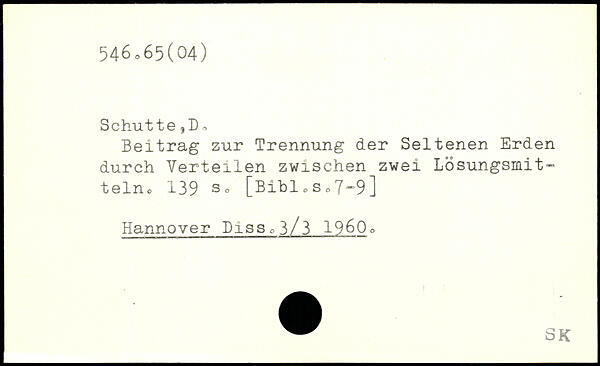 546.65(04)
Schutte,D.
Beitrag zur Trennung der Seltenen Erden
durch Verteilen zwischen zwei Lösungsmit-
teln. 139 s. [Bibl.s.7-9]
Hannover Diss.3/3 1960.
SK